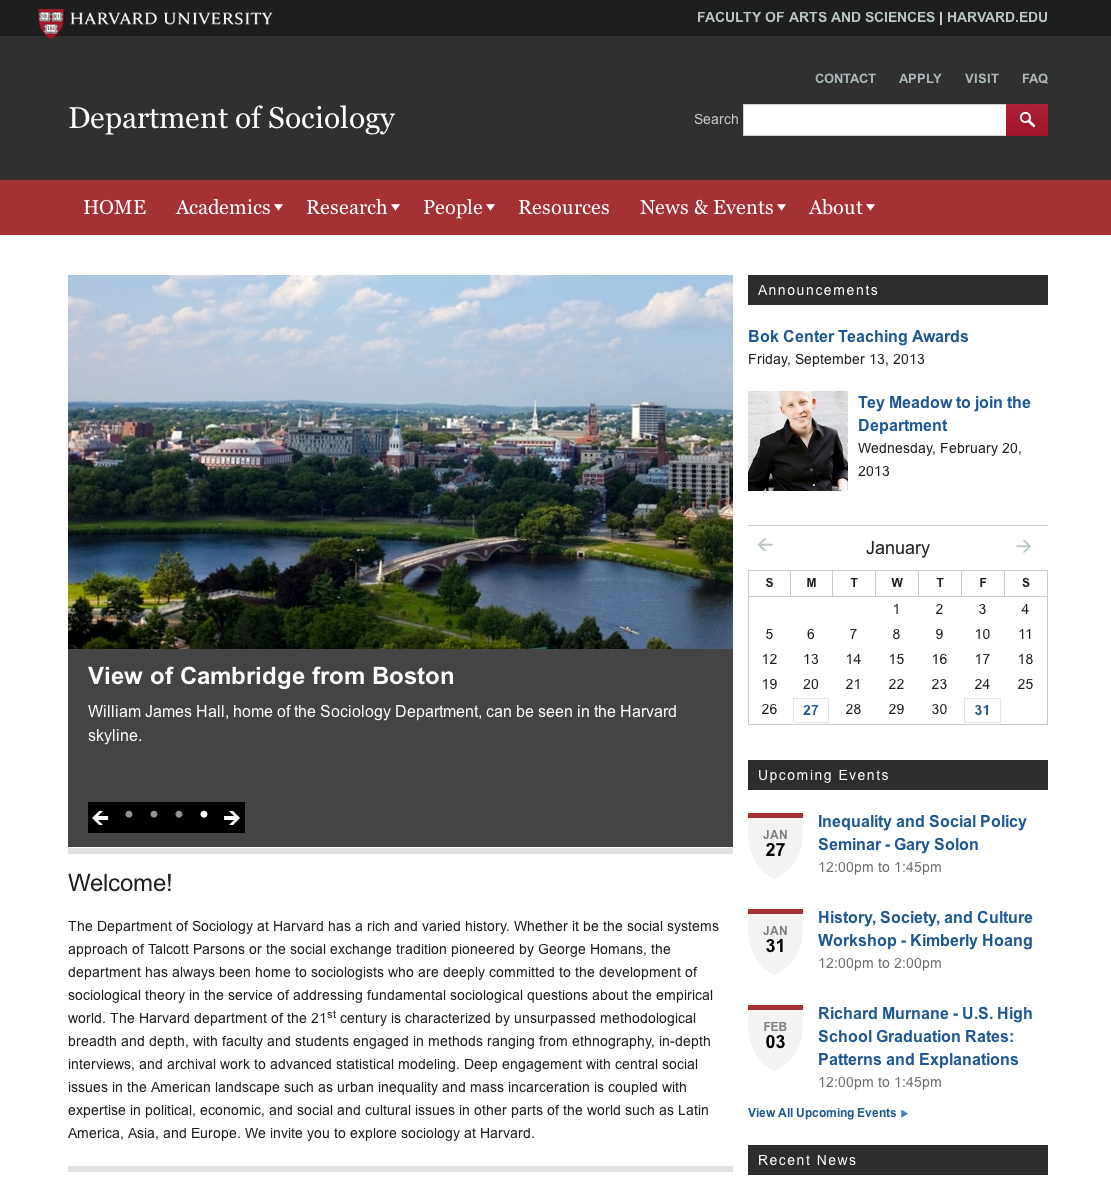 HARVARD UNIVERSITY
FACULTY OF ARTS AND SCIENCES | HARVARD.EDU
CONTACT APPLY VISIT FAQ
Department of Sociology
Search
HOME Academics Research People Resources News & Events About
View of Cambridge from Boston
William James Hall, home of the Sociology Department, can be seen in the Harvard
skyline.
Welcome!
The Department of Sociology at Harvard has a rich and varied history. Whether it be the social systems
approach of Talcott Parsons or the social exchange tradition pioneered by George Homans, the
department has always been home to sociologists who are deeply committed to the development of
sociological theory in the service of addressing fundamental sociological questions about the empirical
world. The Harvard department of the 21st century is characterized by unsurpassed methodological
breadth and depth, with faculty and students engaged in methods ranging from ethnography, in-depth
interviews, and archival work to advanced statistical modeling. Deep engagement with central social
issues in the American landscape such as urban inequality and mass incarceration is coupled with
expertise in political, economic, and social and cultural issues in other parts of the world such as Latin
America, Asia, and Europe. We invite you to explore sociology at Harvard.
Announcements
Bok Center Teaching Awards
Friday, September 13, 2013
Tey Meadow to join the
Department
Wednesday, February 20,
2013
January
S M T W T F S
1 2 3 4
5 6 7 8 9 10 11
12 13 14 15 16 17 18
19 20 21 22 23 24 25
26 27 28 29 30 31
Upcoming Events
JAN
27
Inequality and Social Policy
Seminar - Gary Solon
12:00pm to 1:45pm
JAN
31
History, Society, and Culture
Workshop - Kimberly Hoang
12:00pm to 2:00pm
FEB
03
Richard Murnane - U.S. High
School Graduation Rates:
Patterns and Explanations
12:00pm to 1:45pm
View All Upcoming Events
Recent News